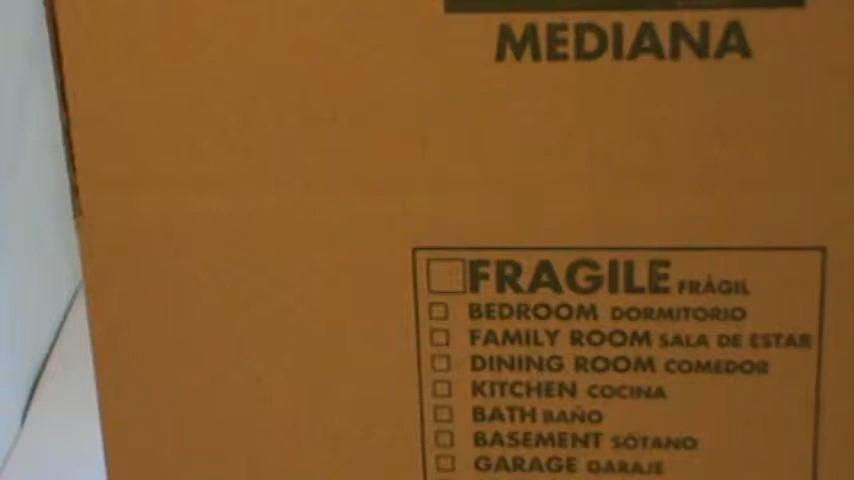 MEDIANA
FRAGILE FRÁGIL
BEDROOM DORMITORIO
FAMILY ROOM SALA DE ESTAR
DINING ROOM COMEDOR
KITCHEN COCINA
BATH BAÑO
BASEMENT SÓTANO
GARAGE GARAJE